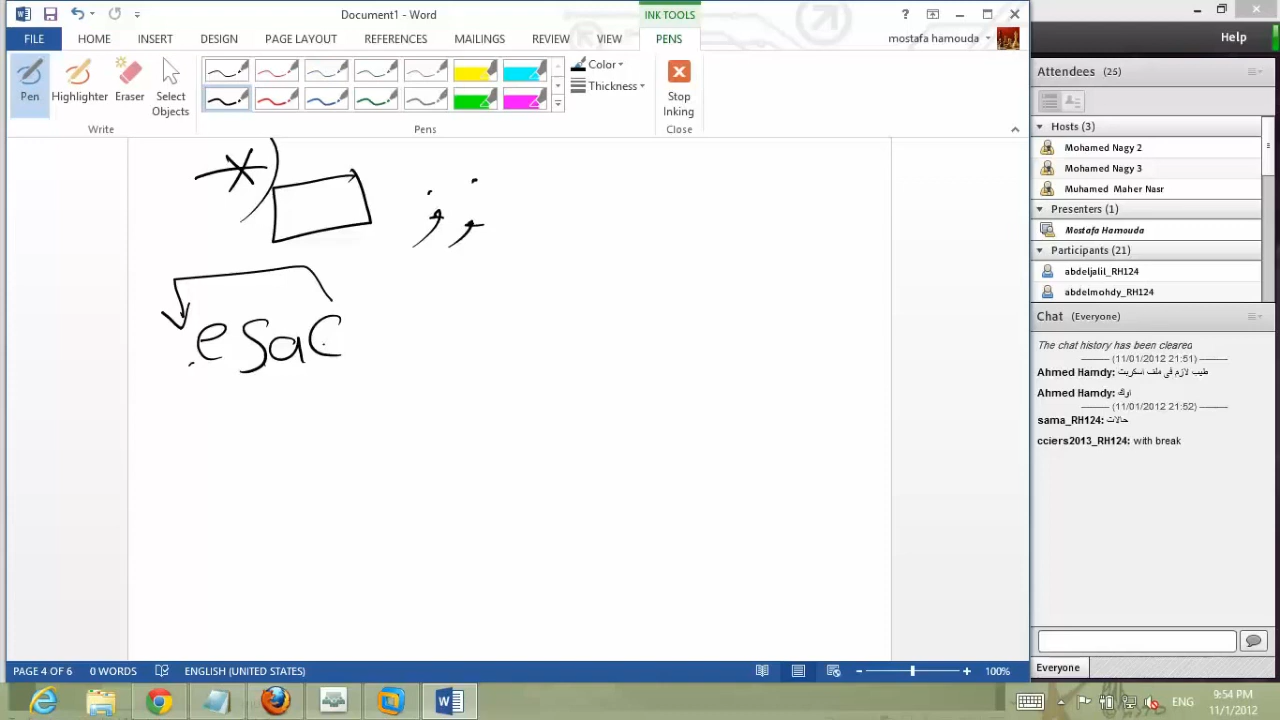 Document1 - Word
INK TOOLS
FILE HOME INSERT DESIGN PAGE LAYOUT REFERENCES MAILINGS REVIEW VIEW PENS
mostafa hamouda
Pen Highlighter Eraser Select Objects
Color
Thickness
Stop Inking
Write Pens Close
*) ;;
esac
PAGE 4 OF 6 0 WORDS ENGLISH (UNITED STATES) 100%
Help
Attendees (25)
Hosts (3)
Mohamed Nagy 2
Mohamed Nagy 3
Muhamed Maher Nasr
Presenters (1)
Mostafa Hamouda
Participants (21)
abdeljalil_RH124
abdelmohdy_RH124
Chat (Everyone)
The chat history has been cleared
(11/01/2012 21:51)
Ahmed Hamdy: طيب لازم فى ملف اسكربت
Ahmed Hamdy: اوك
(11/01/2012 21:52)
sama_RH124: حالات
cciers2013_RH124: with break
Everyone
ENG 9:54 PM
11/1/2012